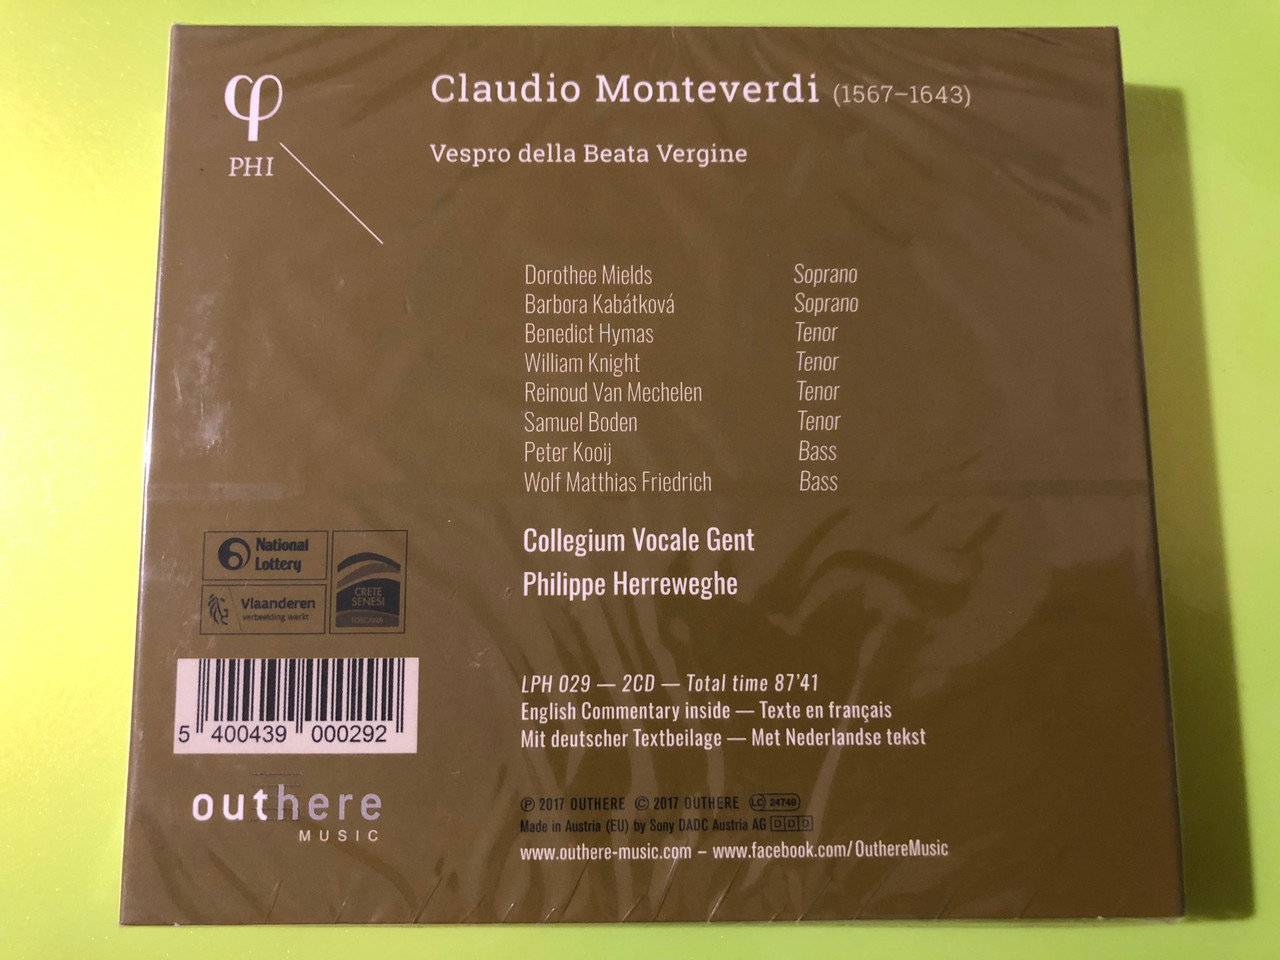 φ
PHI
Claudio Monteverdi (1567–1643)
Vespro della Beata Vergine
Dorothee Mields Soprano
Barbora Kabátková Soprano
Benedict Hymas Tenor
William Knight Tenor
Reinoud Van Mechelen Tenor
Samuel Boden Tenor
Peter Kooij Bass
Wolf Matthias Friedrich Bass
Collegium Vocale Gent
Philippe Herreweghe
National
Lottery
Vlaanderen
verbeelding werkt
CRETE
SENESI
TOSCANA
5 400439 000292
LPH 029 — 2CD — Total time 87'41
English Commentary inside — Texte en français
Mit deutscher Textbeilage — Met Nederlandse tekst
outhere
MUSIC
℗ 2017 OUTHERE © 2017 OUTHERE LC 24749
Made in Austria (EU) by Sony DADC Austria AG DDD
www.outhere-music.com – www.facebook.com/OuthereMusic